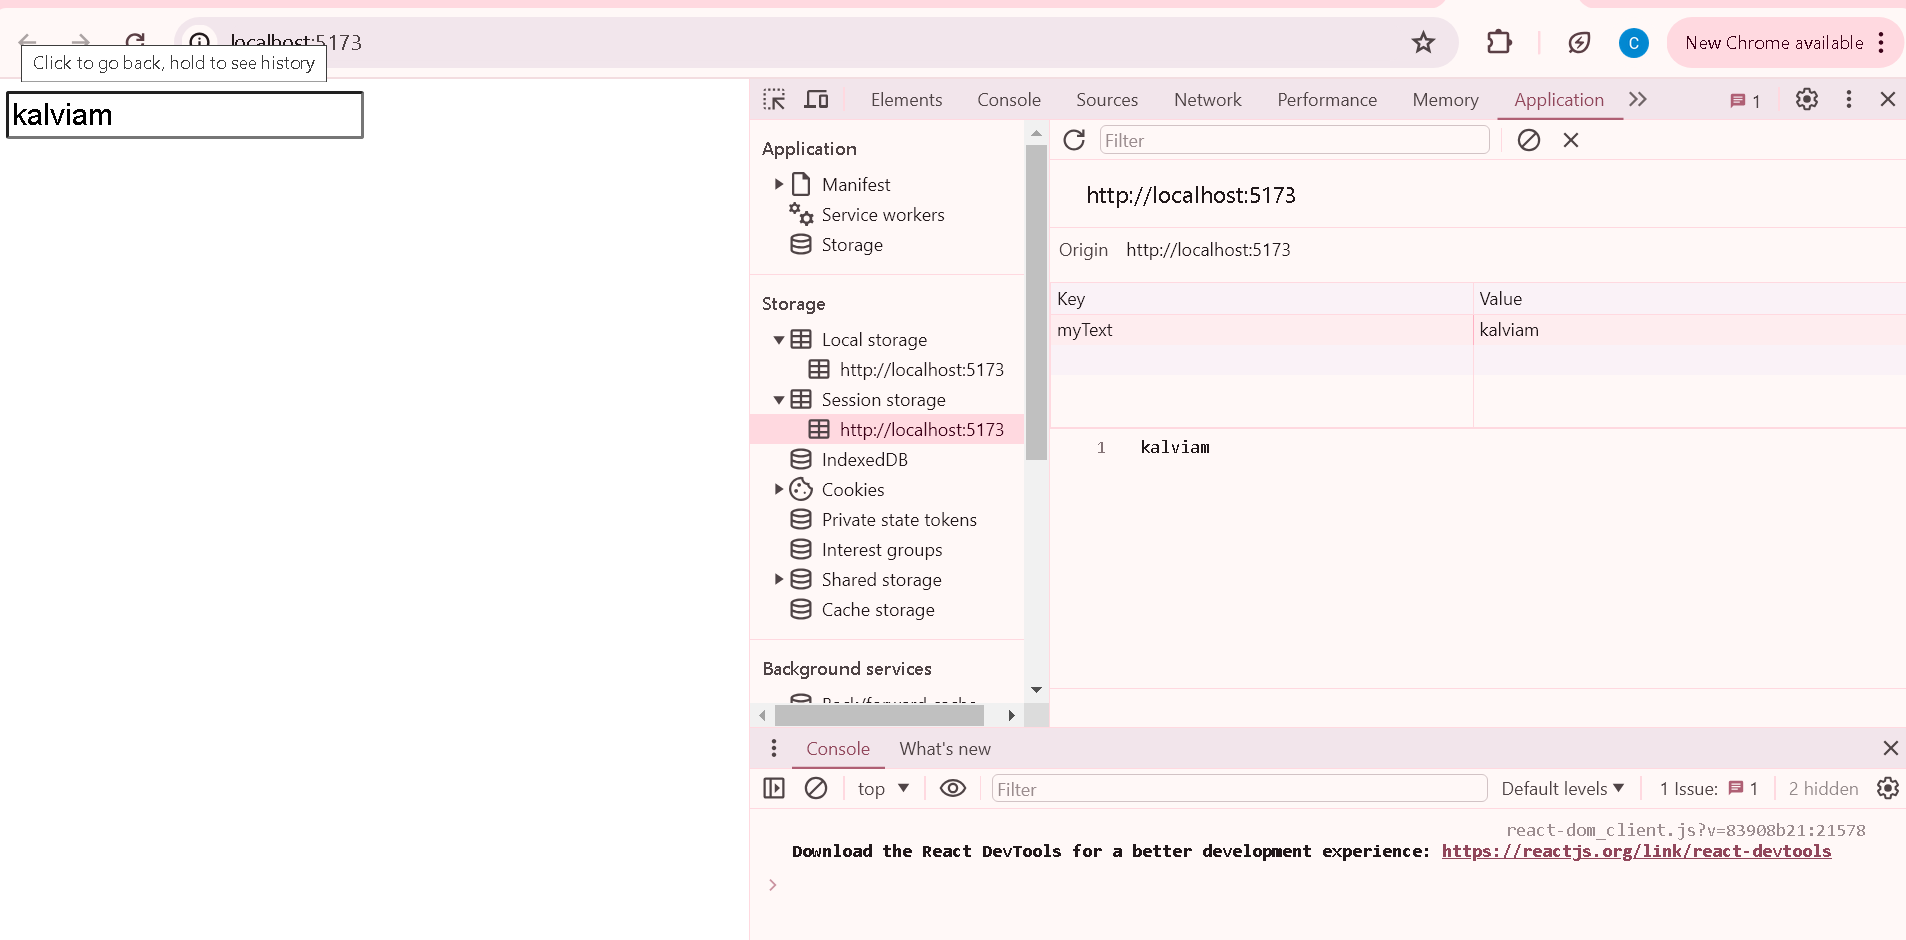 localhost:5173
New Chrome available
Click to go back, hold to see history
kalviam
Elements Console Sources Network Performance Memory Application 1
Application
Manifest
Service workers
Storage
Storage
Local storage
http://localhost:5173
Session storage
http://localhost:5173
IndexedDB
Cookies
Private state tokens
Interest groups
Shared storage
Cache storage
Background services
Back/forward cache
Filter
http://localhost:5173
Origin http://localhost:5173
Key Value
myText kalviam
1 kalviam
Console What's new
top Filter Default levels 1 Issue: 1 2 hidden
react-dom_client.js?v=83908b21:21578
Download the React DevTools for a better development experience: https://reactjs.org/link/react-devtools
C